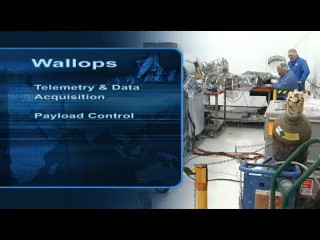 Wallops
Telemetry & Data
Acquisition
Payload Control